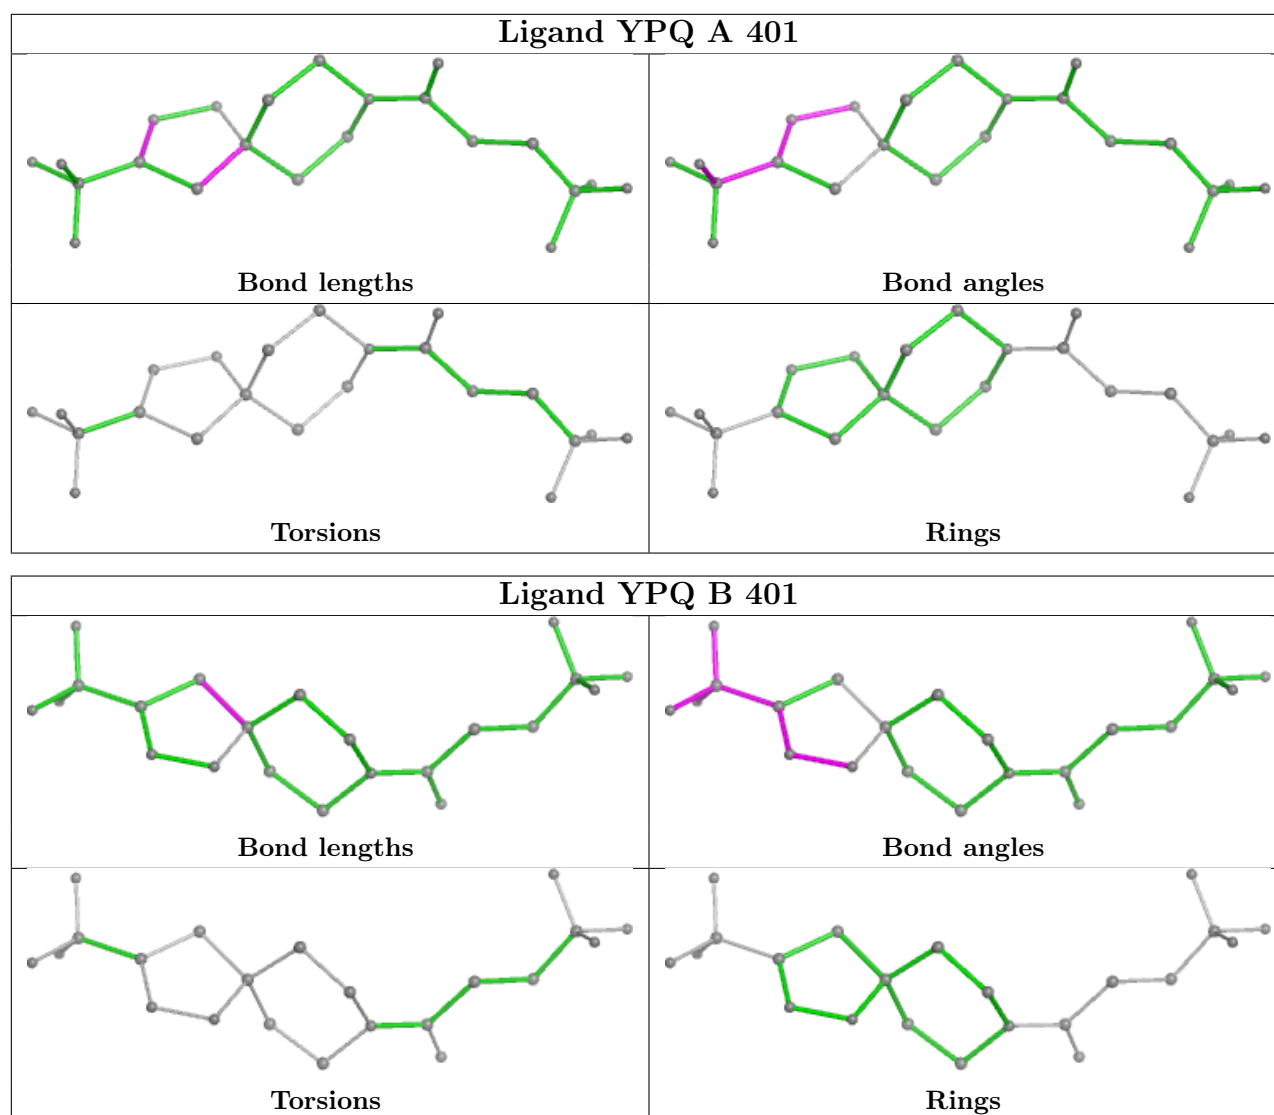 Ligand YPQ A 401
Bond lengths
Bond angles
Torsions
Rings
Ligand YPQ B 401
Bond lengths
Bond angles
Torsions
Rings